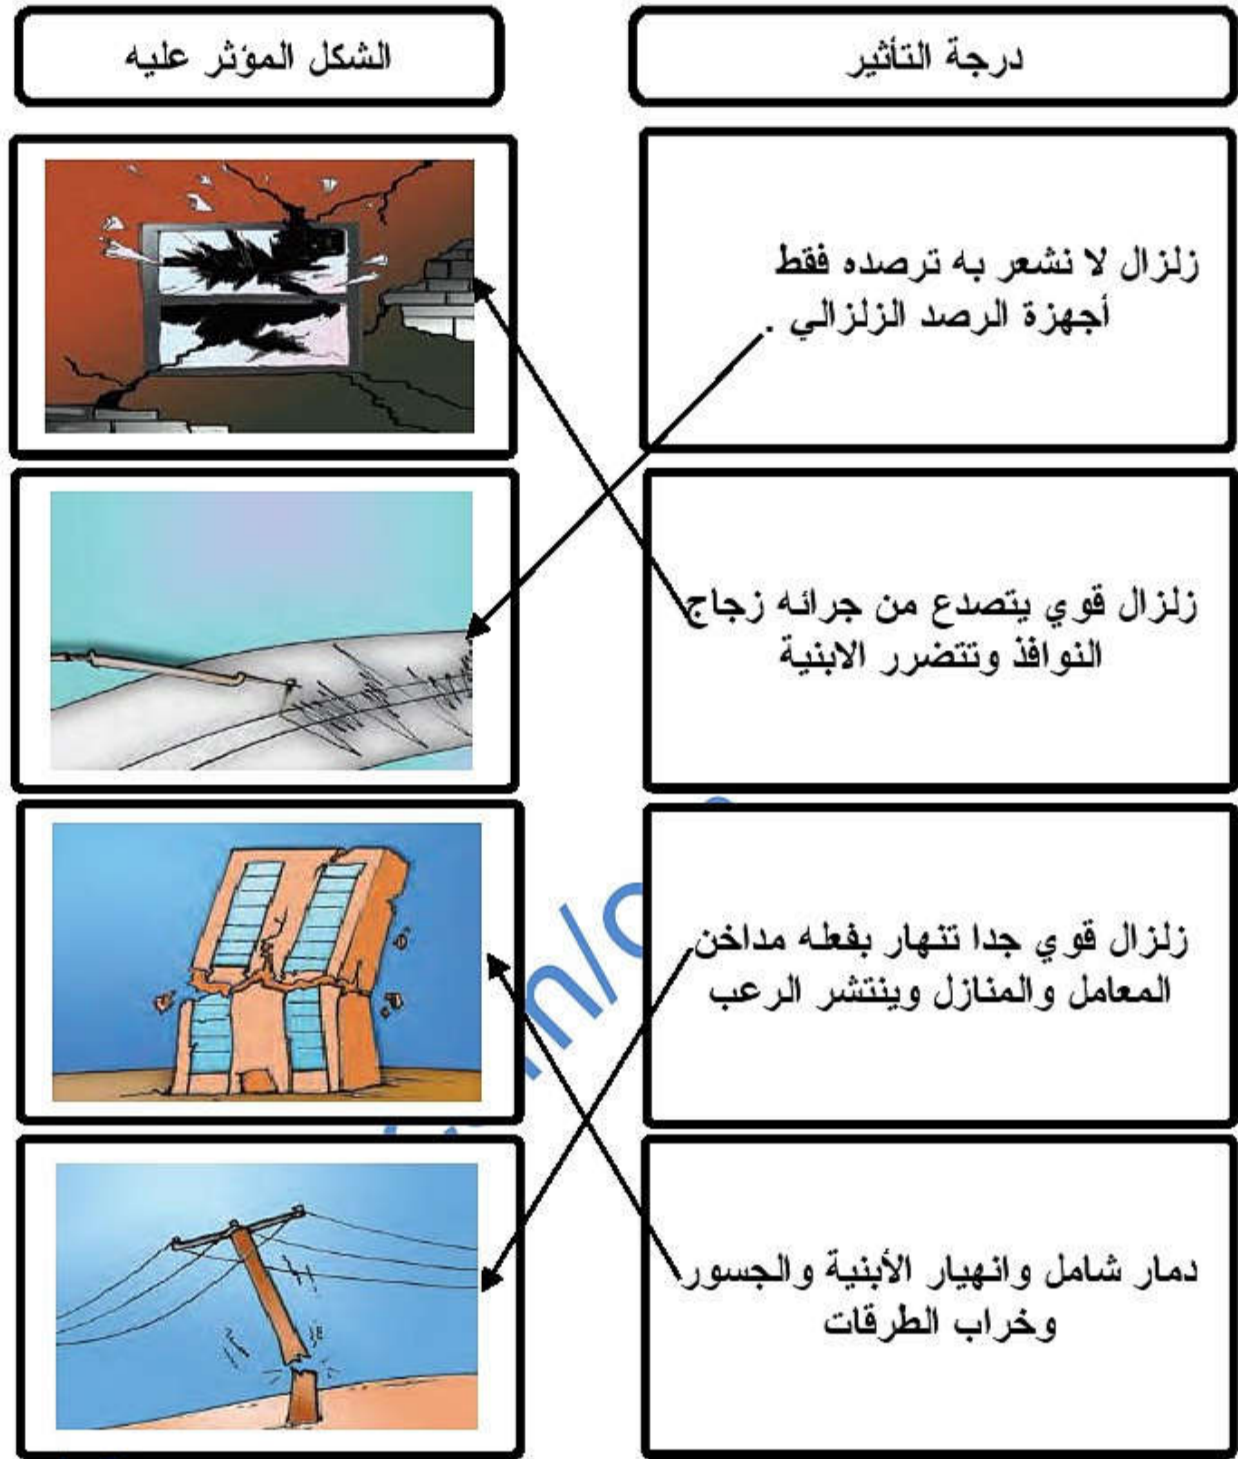 درجة التأثير
الشكل المؤثر عليه
زلزال لا نشعر به ترصده فقط
أجهزة الرصد الزلزالي .
زلزال قوي يتصدع من جرائه زجاج
النوافذ وتتضرر الابنية
زلزال قوي جدا تنهار بفعله مداخن
المعامل والمنازل وينتشر الرعب
دمار شامل وانهيار الأبنية والجسور
وخراب الطرقات